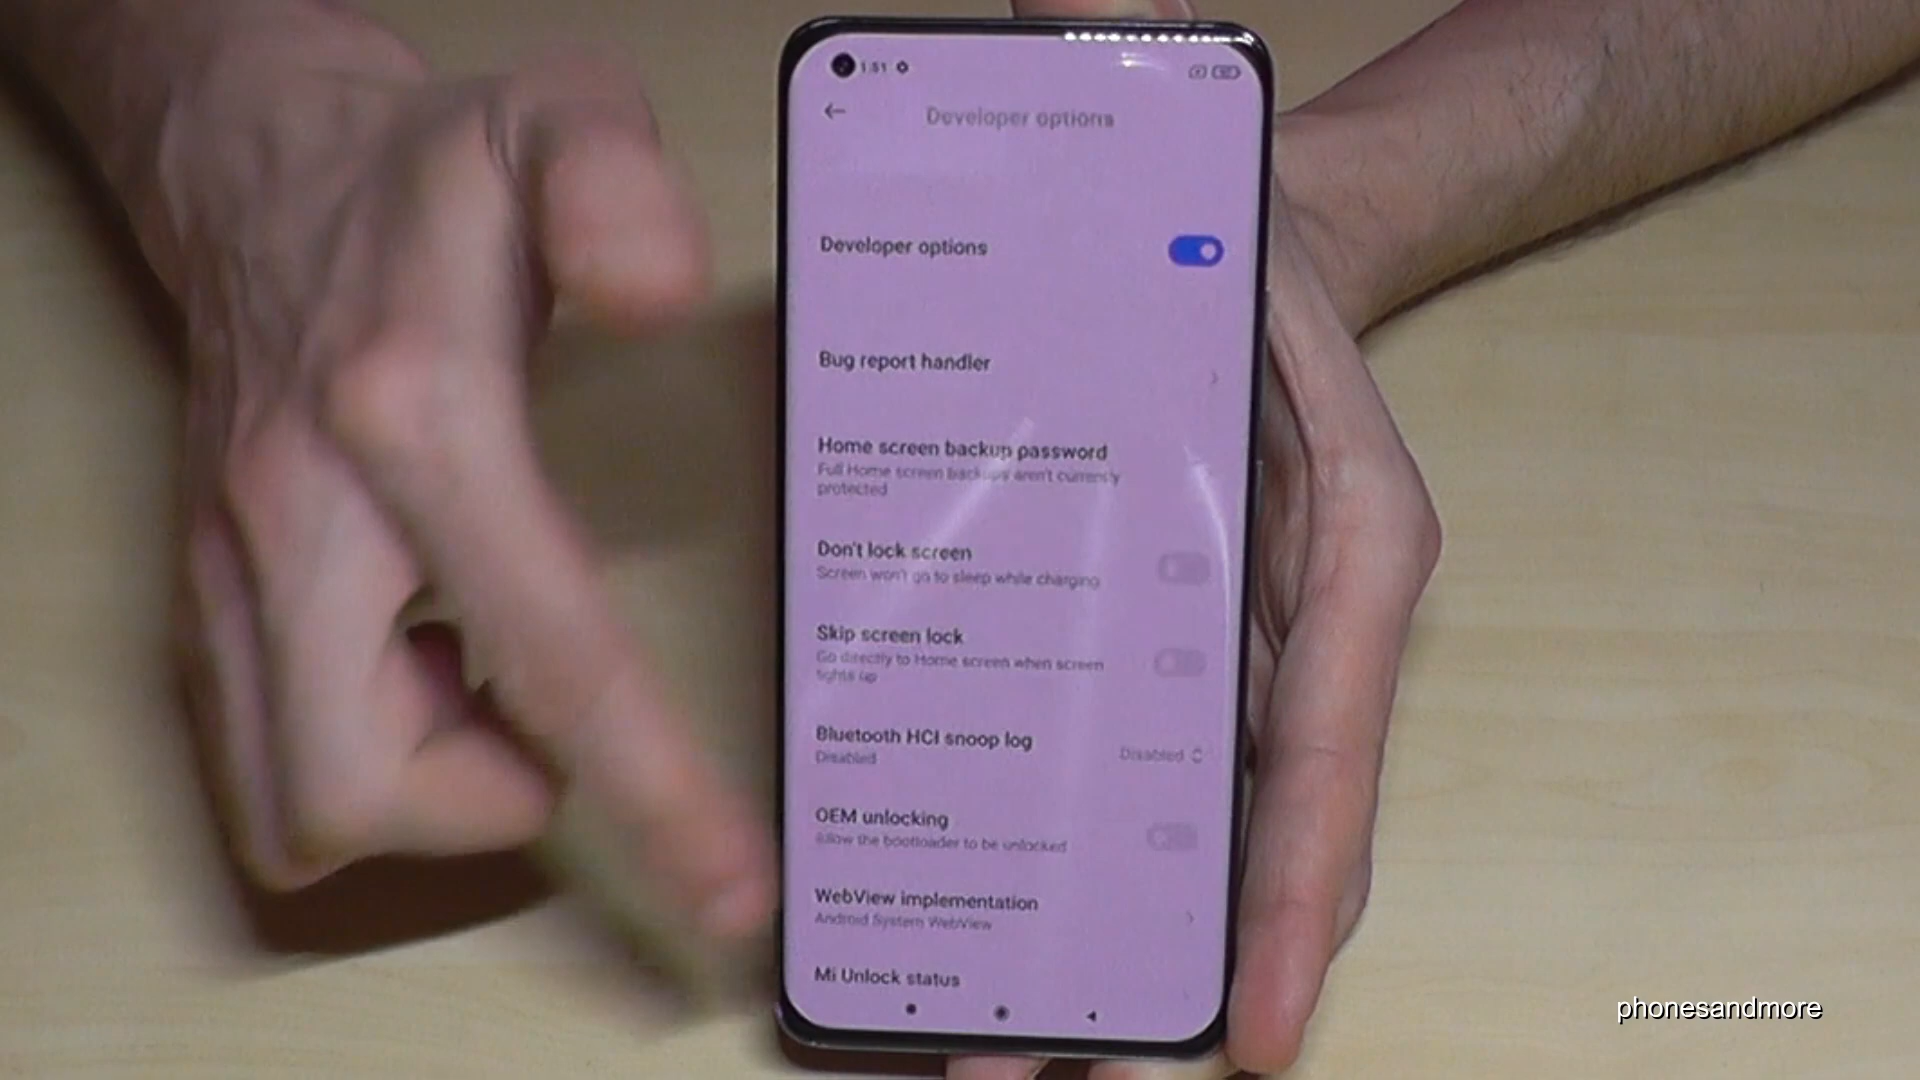 1:51
Developer options
Developer options
Bug report handler
Home screen backup password
Full Home screen backups aren't currently
protected
Don't lock screen
Screen won't go to sleep while charging
Skip screen lock
Go directly to Home screen when screen
lights up
Bluetooth HCI snoop log
Disabled
Disabled
OEM unlocking
Allow the bootloader to be unlocked
WebView implementation
Android System WebView
Mi Unlock status
phonesandmore